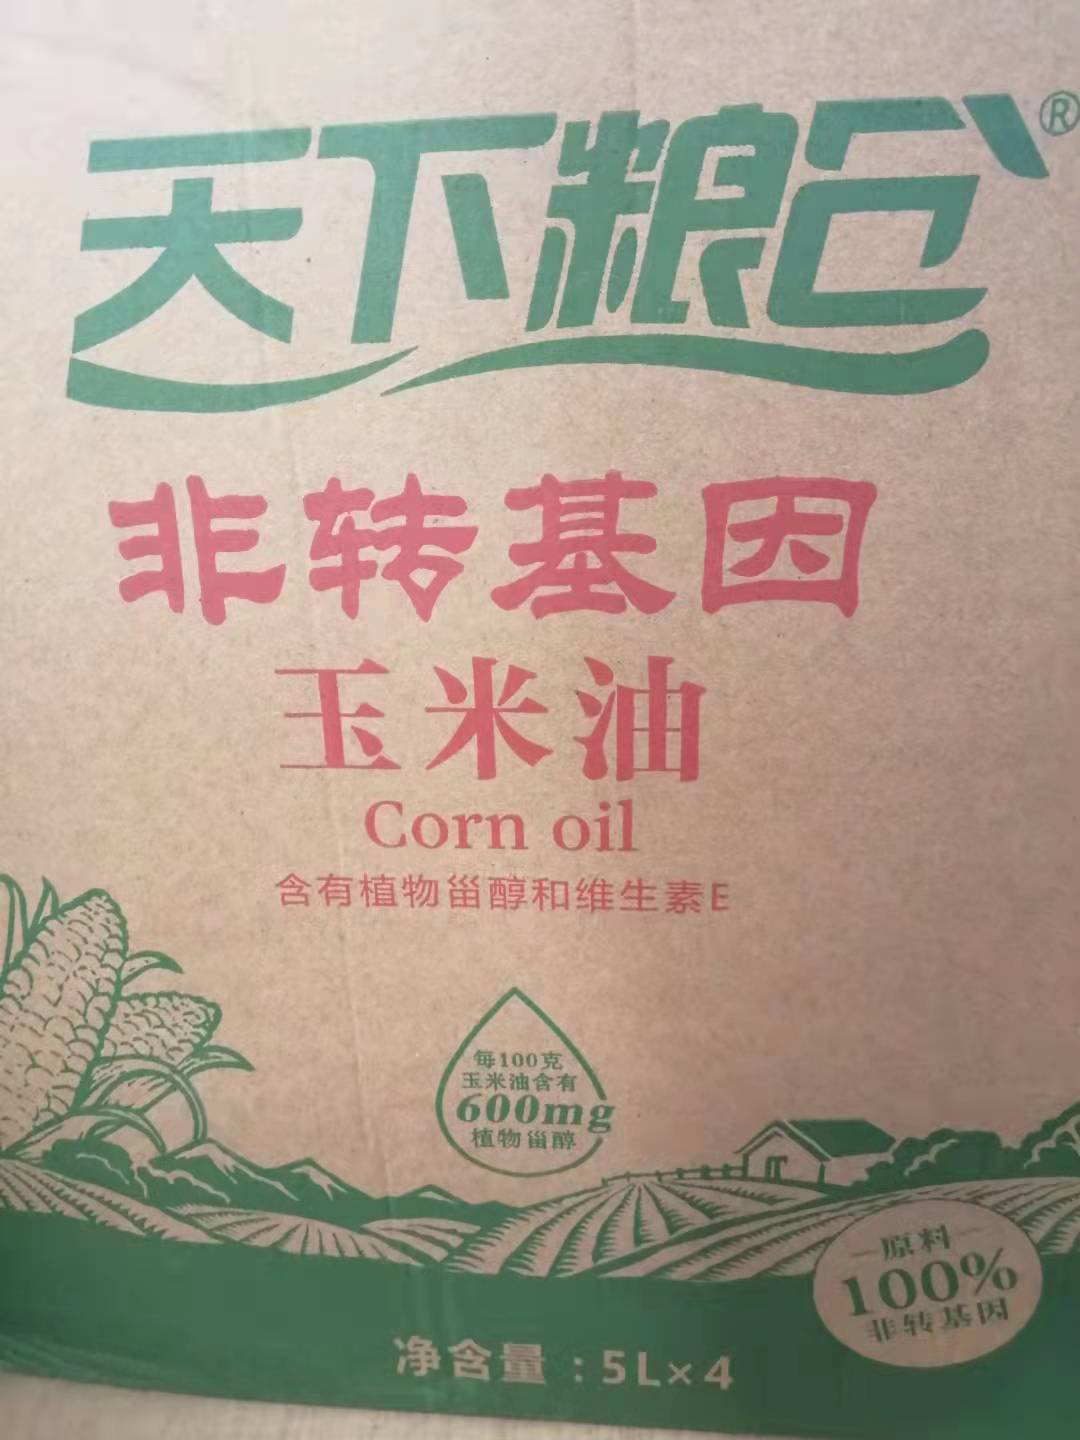 天下粮仓®
非转基因
玉米油
Corn oil
含有植物甾醇和维生素E
每100克
玉米油含有
600mg
植物甾醇
原料
100%
非转基因
净含量:5L×4